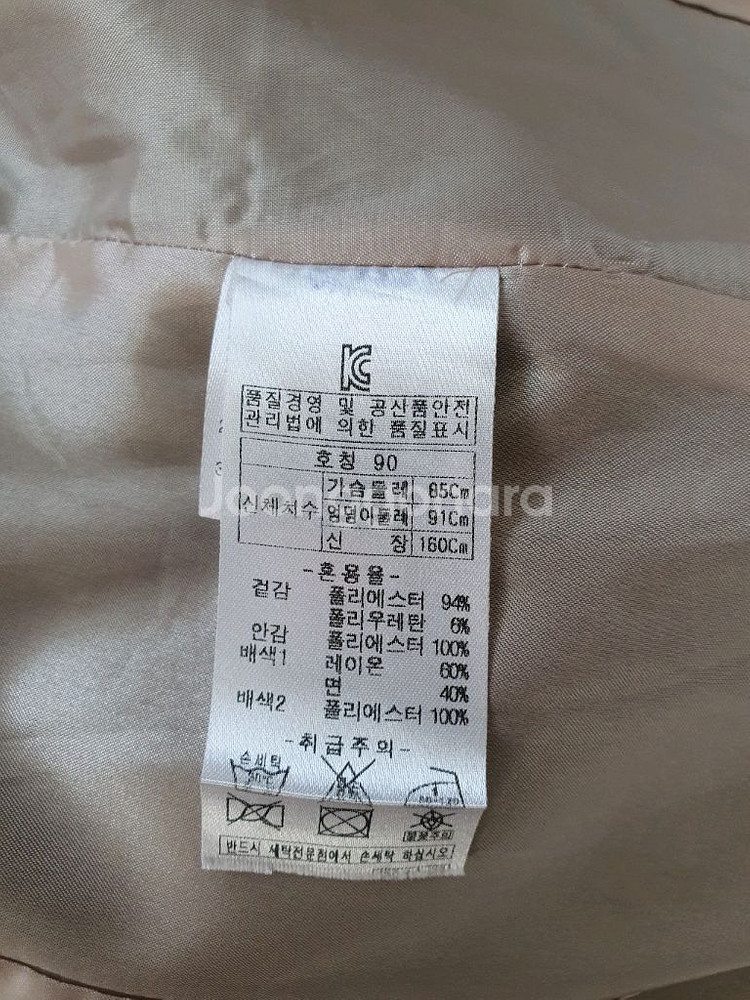 KC
품질경영 및 공산품안전
관리법에 의한 품질표시
호칭 90
신체치수
가슴둘레 85Cm
엉덩이둘레 91Cm
신 장 160Cm
-혼용율-
겉감 폴리에스터 94%
폴리우레탄 6%
안감 폴리에스터 100%
배색1 레이온 60%
면 40%
배색2 폴리에스터 100%
-취급주의-
손세탁
30℃
반드시 세탁전문점에서 손세탁 하십시오
2
3